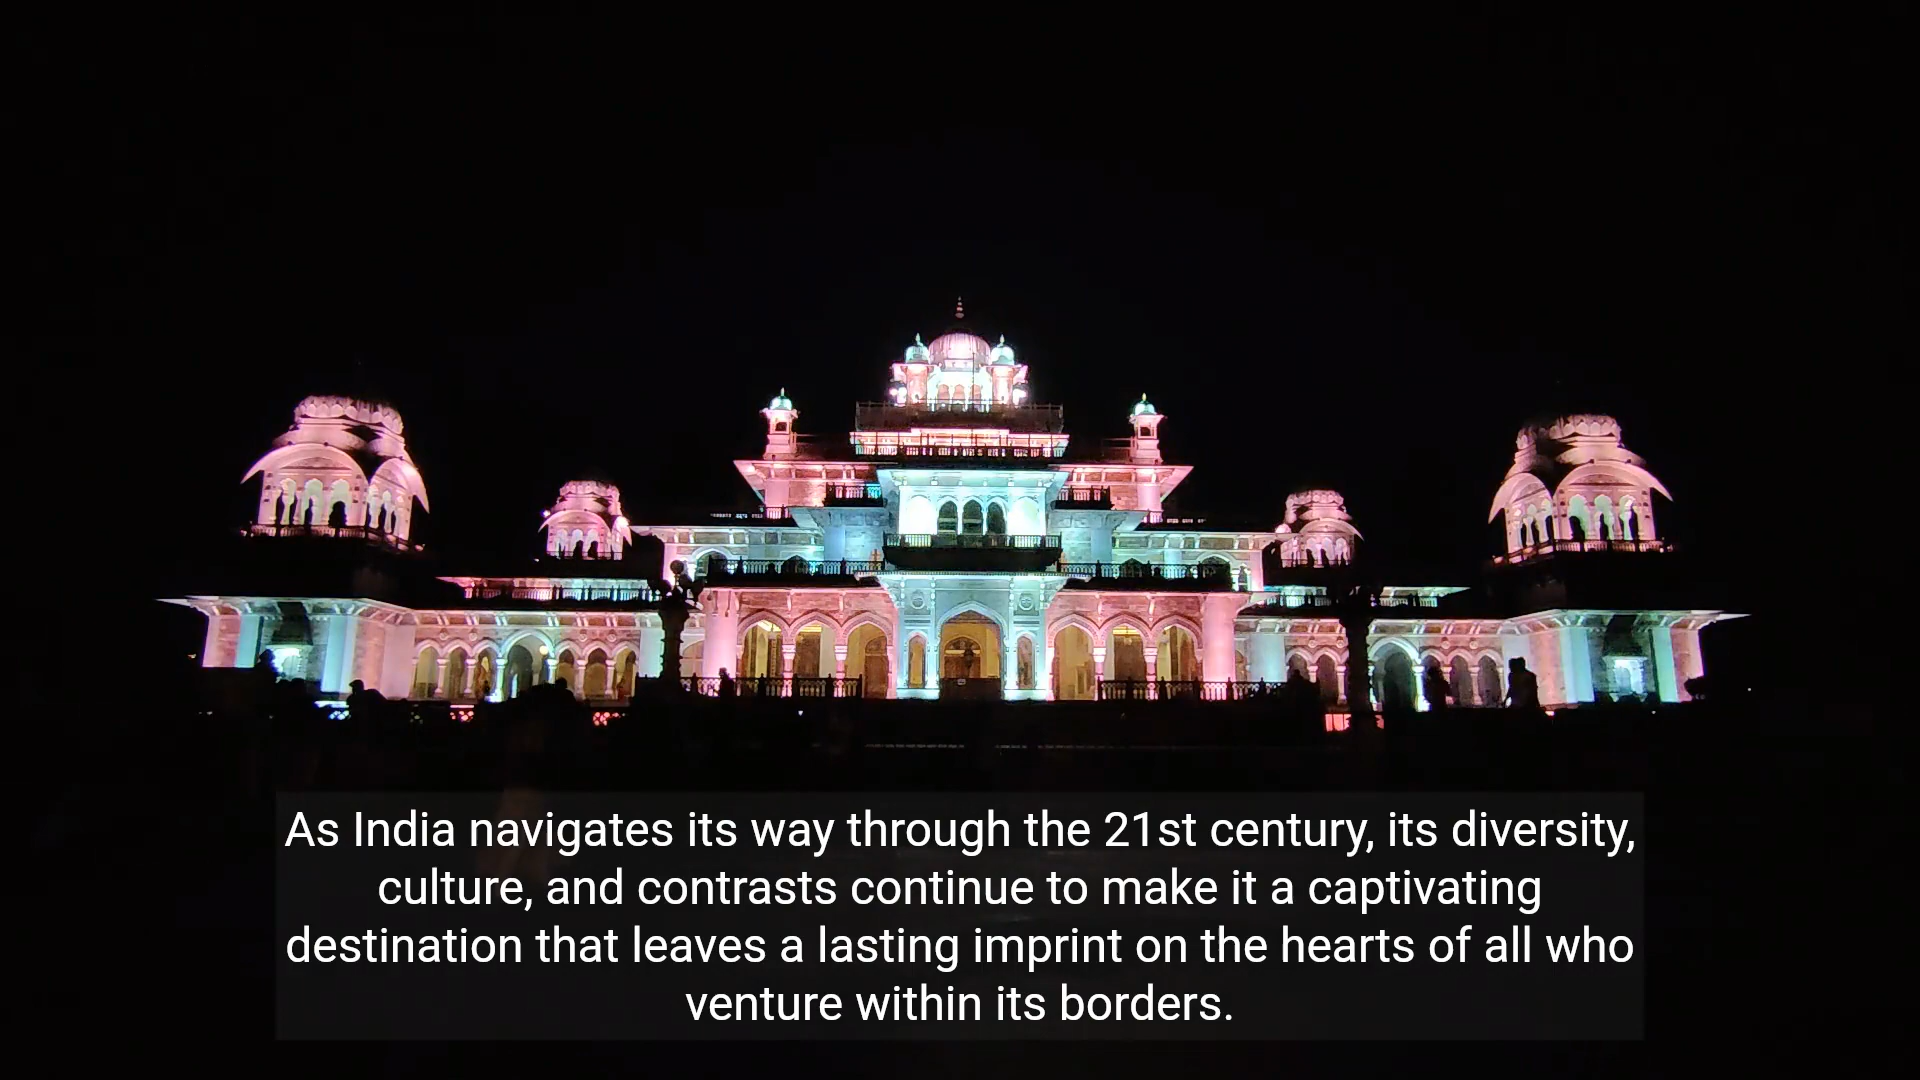 As India navigates its way through the 21st century, its diversity,
culture, and contrasts continue to make it a captivating
destination that leaves a lasting imprint on the hearts of all who
venture within its borders.